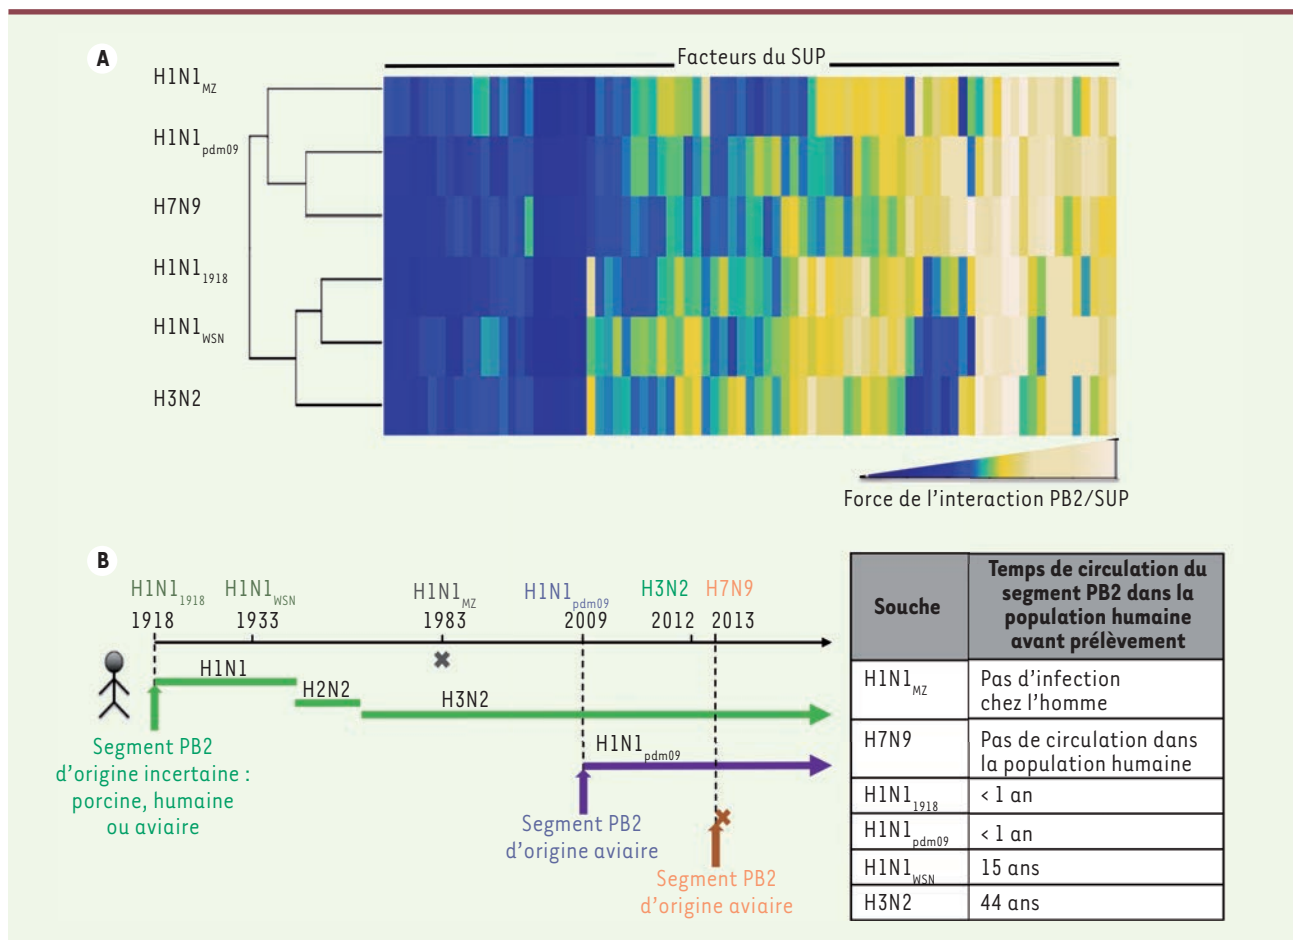 A
Facteurs du SUP
H1N1MZ
H1N1pdm09
H7N9
H1N11918
H1N1WSN
H3N2
Force de l'interaction PB2/SUP
B
H1N11918 H1N1WSN H1N1MZ H1N1pdm09 H3N2 H7N9
1918 1933 1983 2009 2012 2013
H1N1
H2N2
H3N2
H1N1pdm09
Segment PB2
d'origine incertaine :
porcine, humaine
ou aviaire
Segment PB2
d'origine aviaire
Segment PB2
d'origine aviaire
Souche
Temps de circulation du
segment PB2 dans la
population humaine
avant prélèvement
H1N1MZ
Pas d'infection
chez l'homme
H7N9
Pas de circulation dans
la population humaine
H1N11918
< 1 an
H1N1pdm09
< 1 an
H1N1WSN
15 ans
H3N2
44 ans